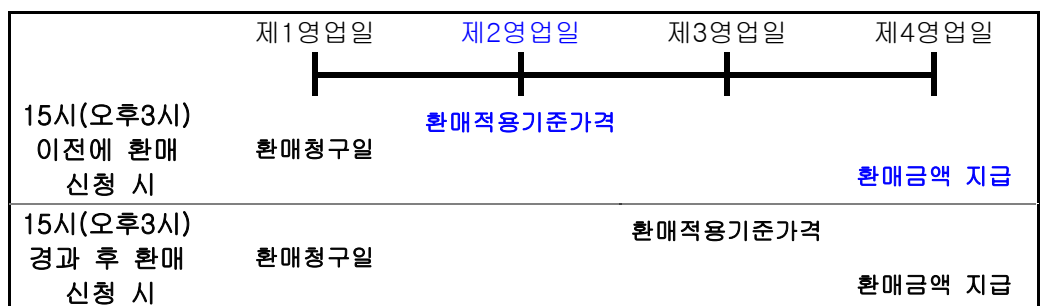 제1영업일 제2영업일 제3영업일 제4영업일
15시(오후3시)
이전에 환매
신청 시
환매청구일
환매적용기준가격
환매금액 지급
15시(오후3시)
경과 후 환매
신청 시
환매청구일
환매적용기준가격
환매금액 지급